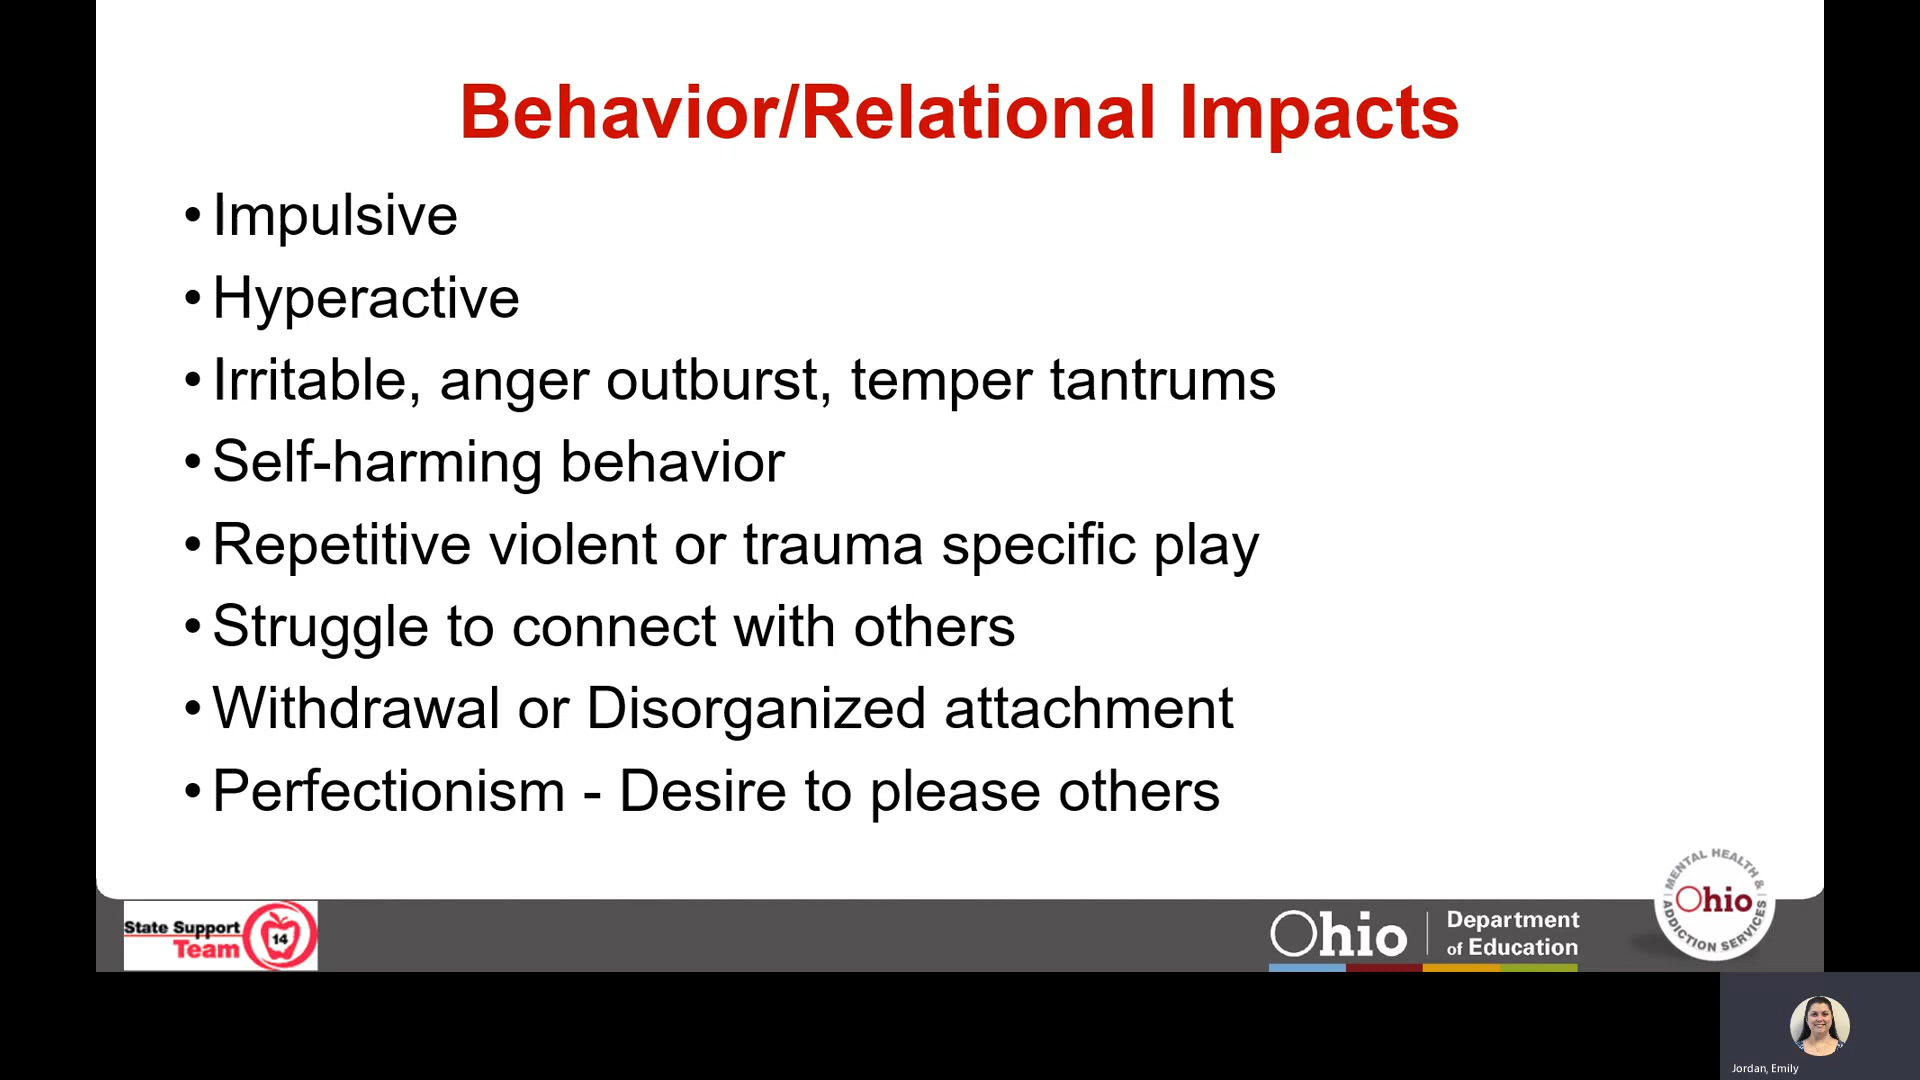 Behavior/Relational Impacts
• Impulsive
• Hyperactive
• Irritable, anger outburst, temper tantrums
• Self-harming behavior
• Repetitive violent or trauma specific play
• Struggle to connect with others
• Withdrawal or Disorganized attachment
• Perfectionism - Desire to please others
State Support
Team
14
Ohio
Department
of Education
MENTAL HEALTH &
Ohio
ADDICTION SERVICES
Jordan, Emily